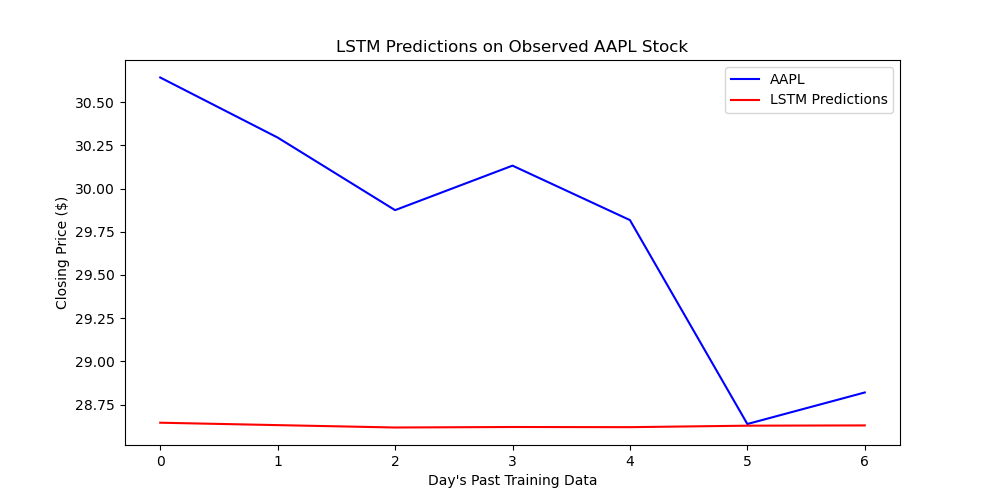 LSTM Predictions on Observed AAPL Stock
AAPL
LSTM Predictions
Closing Price ($)
30.50
30.25
30.00
29.75
29.50
29.25
29.00
28.75
0 1 2 3 4 5 6
Day's Past Training Data